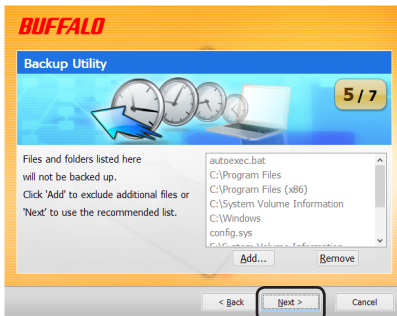 BUFFALO
Backup Utility
5 / 7
Files and folders listed here
will not be backed up.
Click 'Add' to exclude additional files or
'Next' to use the recommended list.
autoexec.bat
C:\Program Files
C:\Program Files (x86)
C:\System Volume Information
C:\Windows
config.sys
Add...
Remove
< Back
Next >
Cancel